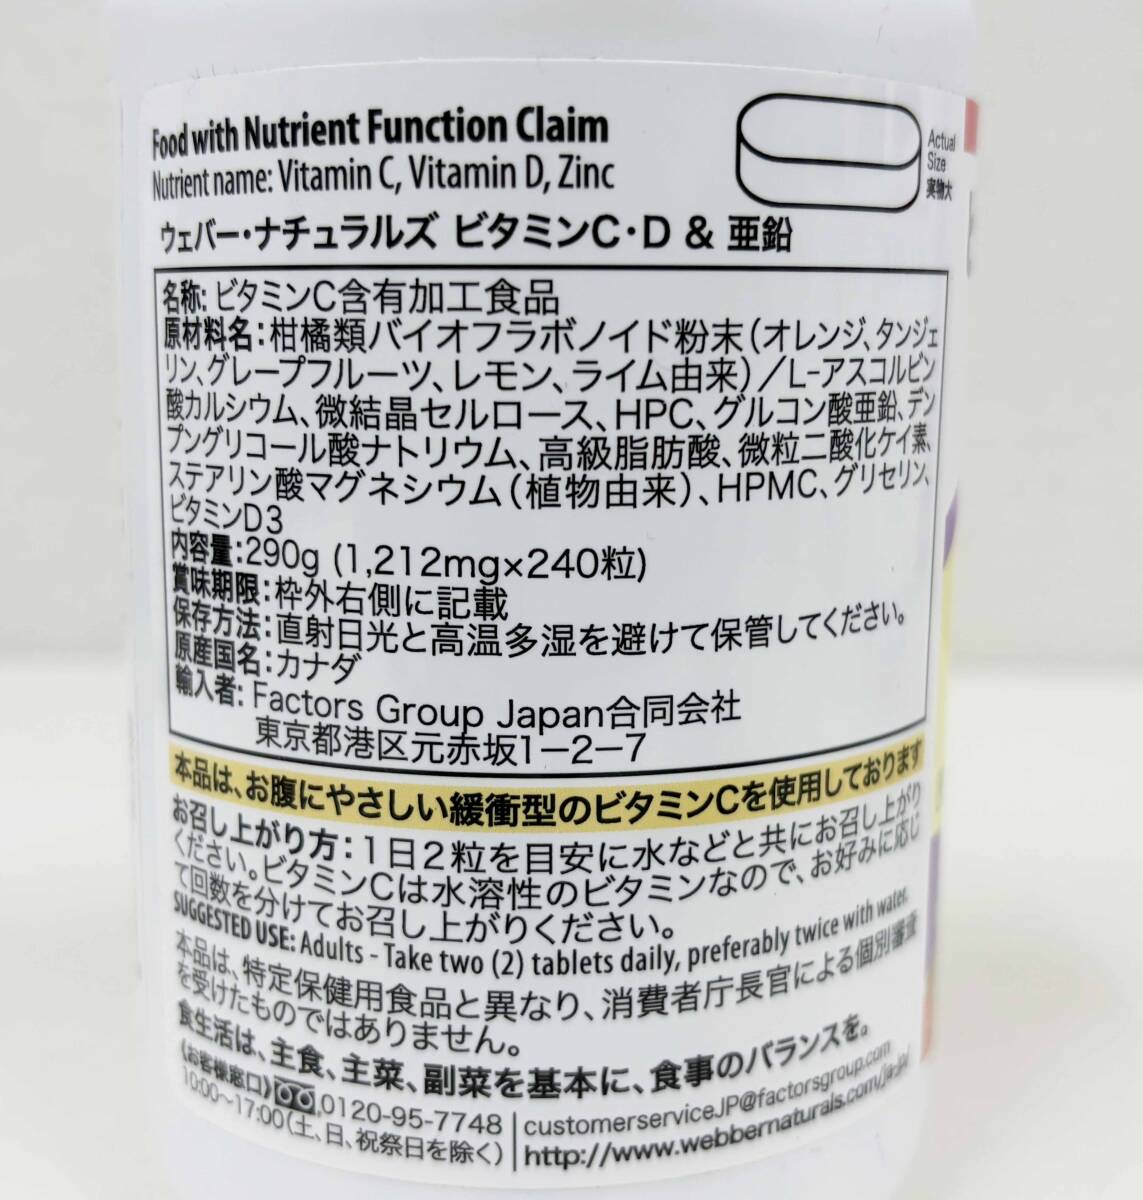 Food with Nutrient Function Claim
Nutrient name: Vitamin C, Vitamin D, Zinc
Actual
Size
実物大
ウェバー・ナチュラルズ ビタミンC・D & 亜鉛
名称: ビタミンC含有加工食品
原材料名: 柑橘類バイオフラボノイド粉末(オレンジ、タンジェ
リン、グレープフルーツ、レモン、ライム由来)/L-アスコルビン
酸カルシウム、微結晶セルロース、HPC、グルコン酸亜鉛、デン
プングリコール酸ナトリウム、高級脂肪酸、微粒二酸化ケイ素、
ステアリン酸マグネシウム(植物由来)、HPMC、グリセリン、
ビタミンD3
内容量:290g (1,212mg×240粒)
賞味期限:枠外右側に記載
保存方法:直射日光と高温多湿を避けて保管してください。
原産国名:カナダ
輸入者: Factors Group Japan合同会社
東京都港区元赤坂1-2-7
本品は、お腹にやさしい緩衝型のビタミンCを使用しております
お召し上がり方:1日2粒を目安に水などと共にお召し上がり
ください。ビタミンCは水溶性のビタミンなので、お好みに応じ
て回数を分けてお召し上がりください。
SUGGESTED USE: Adults - Take two (2) tablets daily, preferably twice with water.
本品は、特定保健用食品と異なり、消費者庁長官による個別審査
を受けたものではありません。
食生活は、主食、主菜、副菜を基本に、食事のバランスを。
《お客様窓口》 0120-95-7748
10:00~17:00(土、日、祝祭日を除く)
customerserviceJP@factorsgroup.com
http://www.webbernaturals.com/ja-jp/